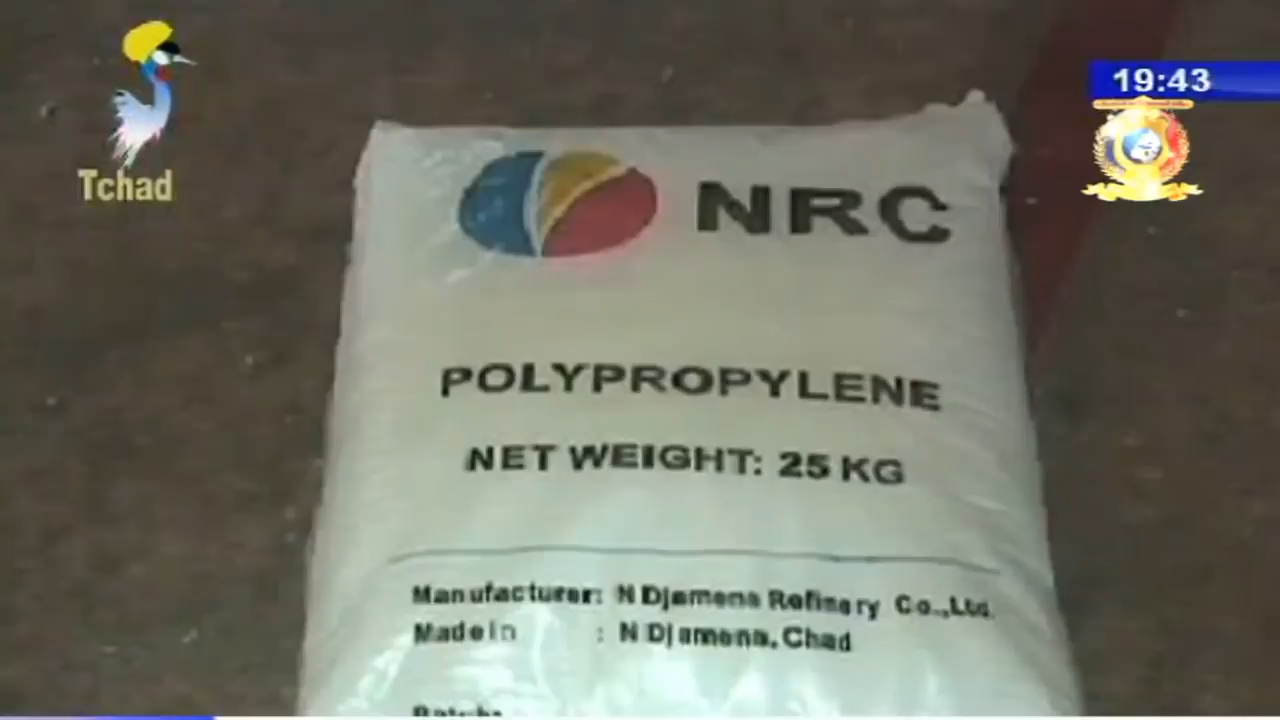 Tchad
19:43
NRC
POLYPROPYLENE
NET WEIGHT: 25 KG
Manufacturer: N Djamena Refinery Co.,Ltd.
Made in : N Djamena, Chad